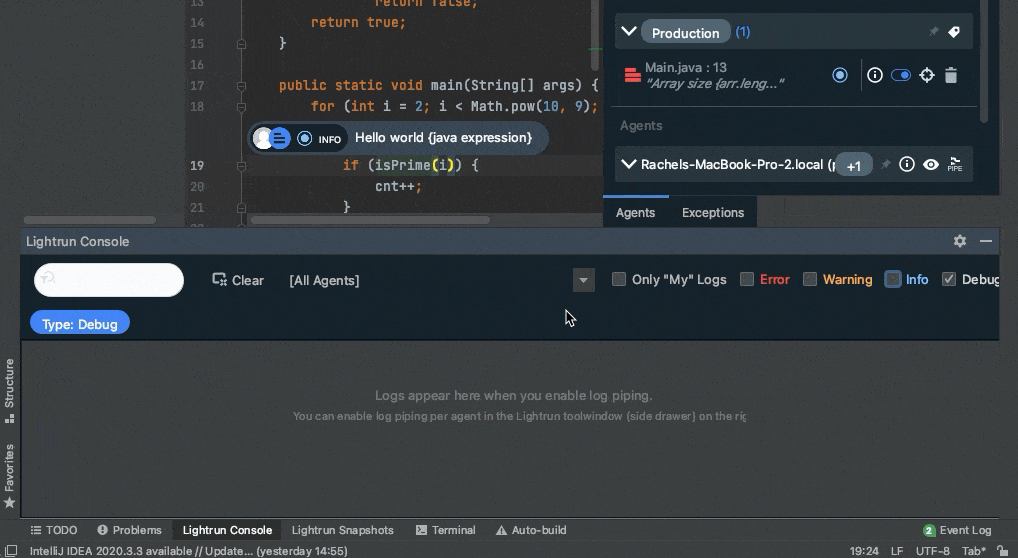 13 return false;
14 return true;
15 }
16
17 public static void main(String[] args) {
18 for (int i = 2; i < Math.pow(10, 9);
INFO Hello world {java expression}
19 if (isPrime(i)) {
20 cnt++;
21 }
Production (1)
Main.java : 13
"Array size {arr.leng..."
Agents
Rachels-MacBook-Pro-2.local (p +1 PIPE
Agents Exceptions
Lightrun Console
Clear [All Agents] Only "My" Logs Error Warning Info Debug
Type: Debug
Logs appear here when you enable log piping.
You can enable log piping per agent in the Lightrun toolwindow (side drawer) on the rig
Structure
Favorites
TODO Problems Lightrun Console Lightrun Snapshots Terminal Auto-build 2 Event Log
IntelliJ IDEA 2020.3.3 available // Update... (yesterday 14:55) 19:24 LF UTF-8 Tab*